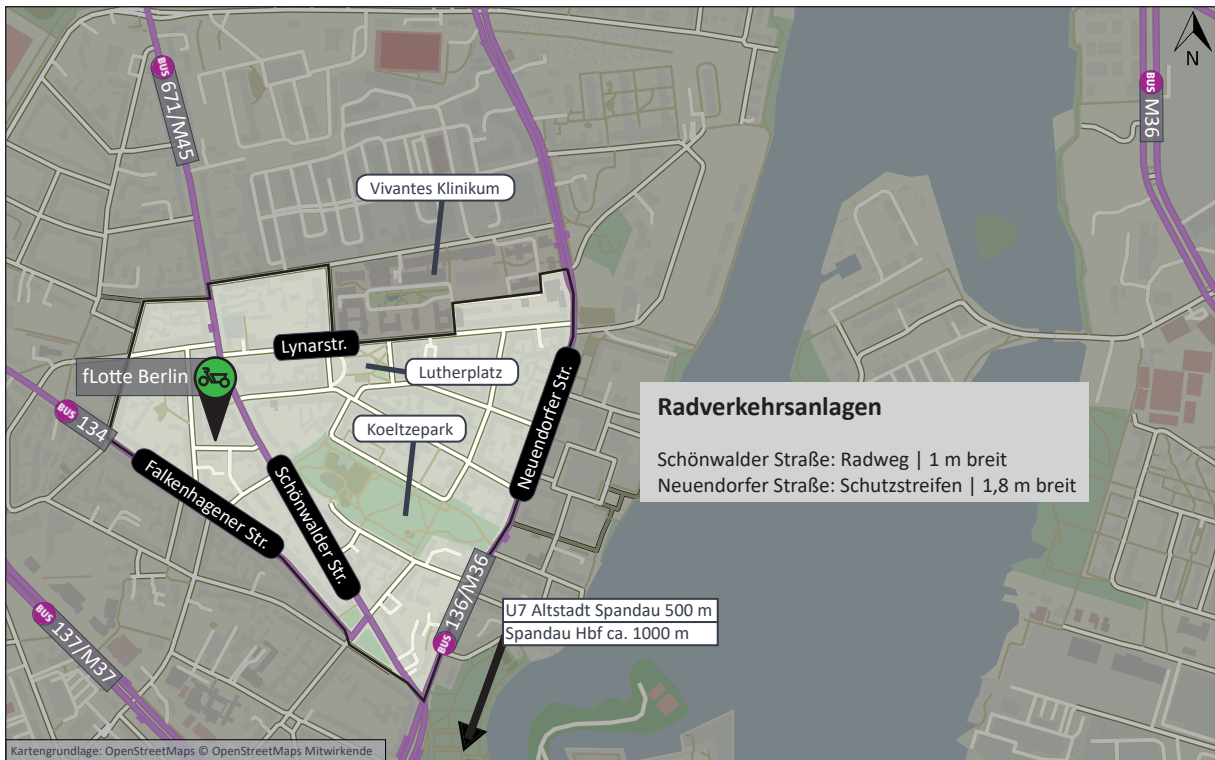 N
BUS 671/M45
BUS M36
Vivantes Klinikum
Lynarstr.
fLotte Berlin
Lutherplatz
BUS 134
Koeltzepark
Neuendorfer Str.
Radverkehrsanlagen
Schönwalder Straße: Radweg | 1 m breit
Neuendorfer Straße: Schutzstreifen | 1,8 m breit
Falkenhagener Str.
Schönwalder Str.
BUS 136/M36
BUS 137/M37
U7 Altstadt Spandau 500 m
Spandau Hbf ca. 1000 m
Kartengrundlage: OpenStreetMaps © OpenStreetMaps Mitwirkende